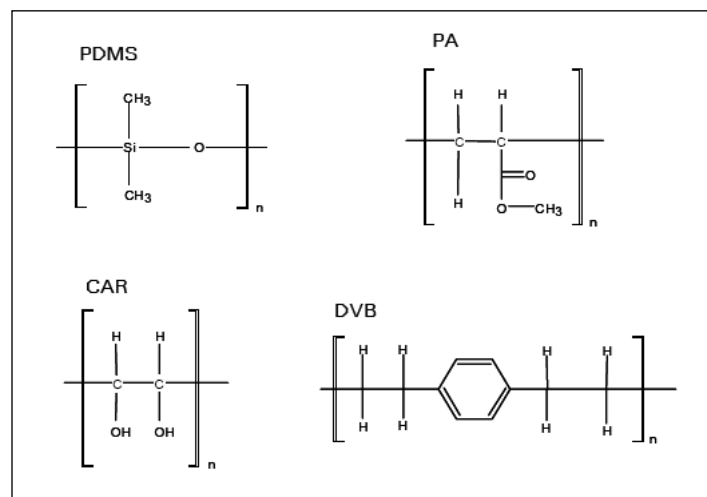 PDMS
CH3
Si O
CH3
n
PA
H H
C C
O
H
O CH3
n
CAR
H H
C C
OH OH
n
DVB
H H H H
H H H H
n